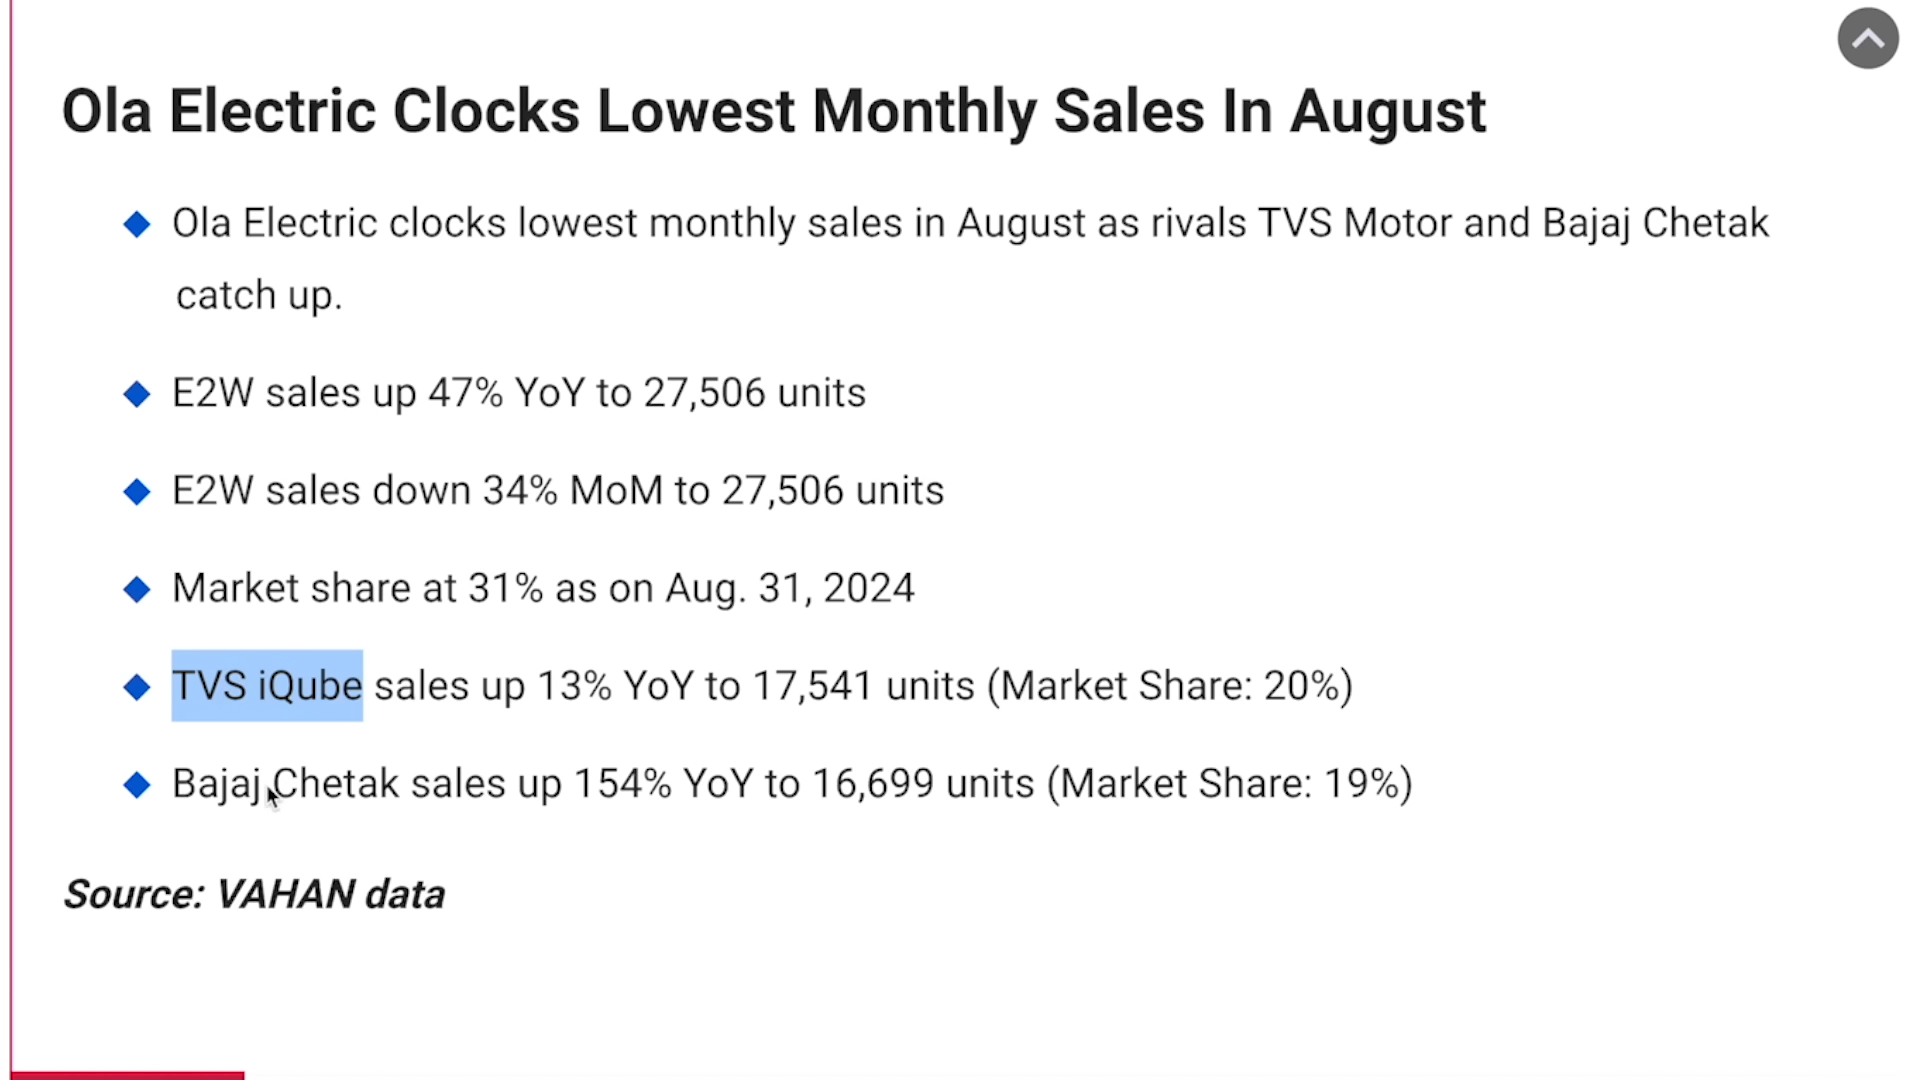 Ola Electric Clocks Lowest Monthly Sales In August
Ola Electric clocks lowest monthly sales in August as rivals TVS Motor and Bajaj Chetak
catch up.
E2W sales up 47% YoY to 27,506 units
E2W sales down 34% MoM to 27,506 units
Market share at 31% as on Aug. 31, 2024
TVS iQube sales up 13% YoY to 17,541 units (Market Share: 20%)
Bajaj Chetak sales up 154% YoY to 16,699 units (Market Share: 19%)
Source: VAHAN data